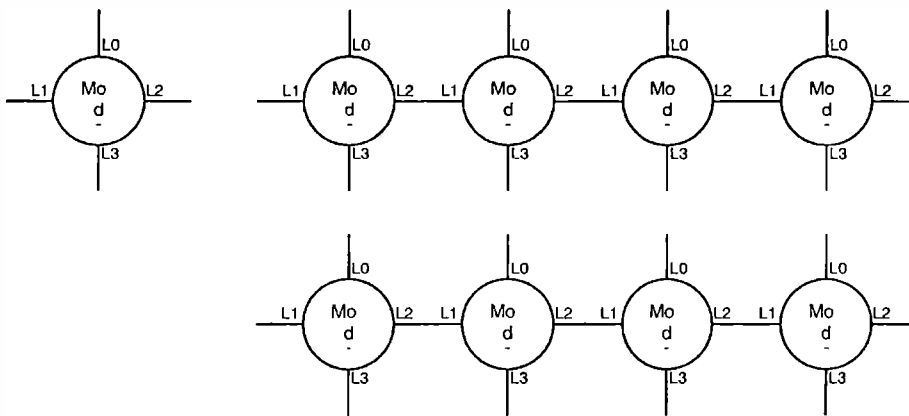 L0 L0 L0 L0 L0
L1 Mo L2 L1 Mo L2 L1 Mo L2 L1 Mo L2 L1 Mo L2
d d d d d
- - - - -
L3 L3 L3 L3 L3
L0 L0 L0 L0
L1 Mo L2 L1 Mo L2 L1 Mo L2 L1 Mo L2
d d d d
- - - -
L3 L3 L3 L3